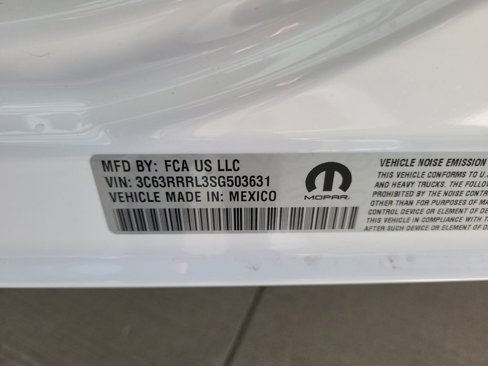 MFD BY: FCA US LLC
VIN: 3C63RRRL3SG503631
VEHICLE MADE IN: MEXICO
MOPAR.
VEHICLE NOISE EMISSION
THIS VEHICLE CONFORMS TO U.S
AND HEAVY TRUCKS. THE FOLLOW
PROHIBITED BY THE NOISE CONTR
OTHER THAN FOR PURPOSES OF MA
CONTROL DEVICE OR ELEMENT OF DE
THIS VEHICLE IN COMPLIANCE WITH T
AFTER SUCH DEVICE OR ELEMENT OF